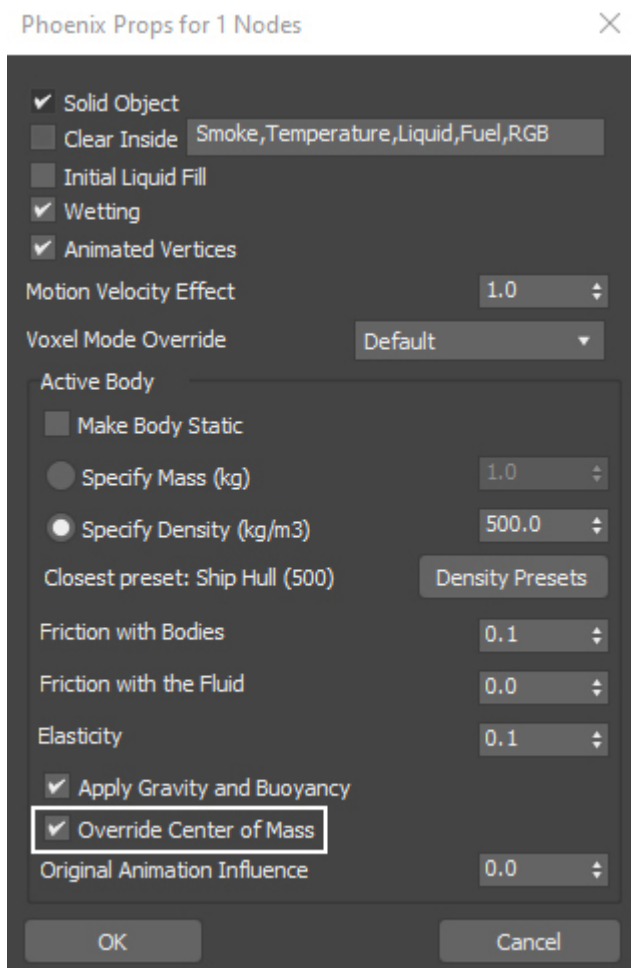 Phoenix Props for 1 Nodes
Solid Object
Clear Inside Smoke,Temperature,Liquid,Fuel,RGB
Initial Liquid Fill
Wetting
Animated Vertices
Motion Velocity Effect 1.0
Voxel Mode Override Default
Active Body
Make Body Static
Specify Mass (kg) 1.0
Specify Density (kg/m3) 500.0
Closest preset: Ship Hull (500) Density Presets
Friction with Bodies 0.1
Friction with the Fluid 0.0
Elasticity 0.1
Apply Gravity and Buoyancy
Override Center of Mass
Original Animation Influence 0.0
OK Cancel